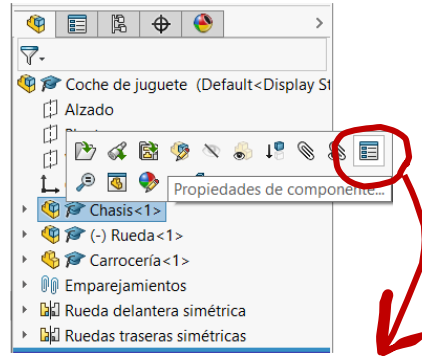 Coche de juguete (Default<Display St
Alzado
Propiedades de componente...
Chasis<1>
(-) Rueda<1>
Carrocería<1>
Emparejamientos
Rueda delantera simétrica
Ruedas traseras simétricas